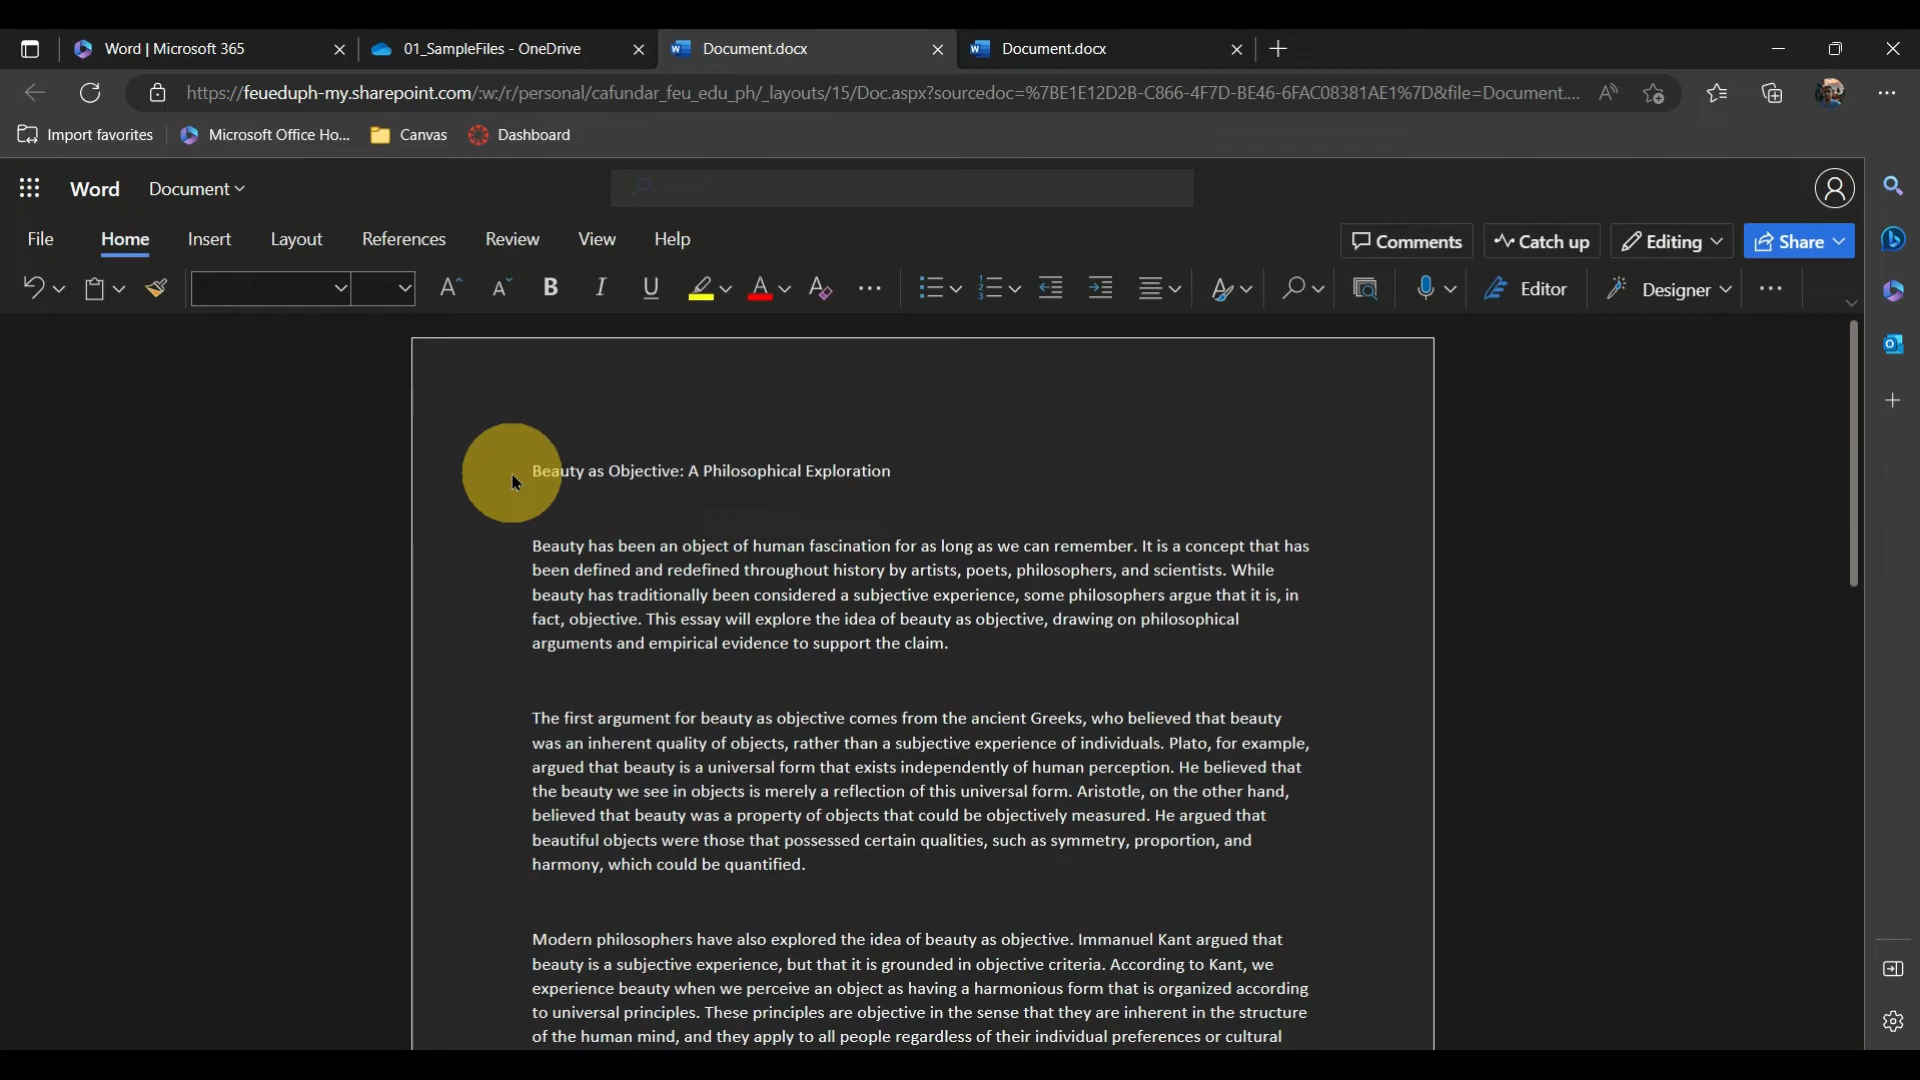 Word | Microsoft 365
01_SampleFiles - OneDrive
Document.docx
Document.docx
https://feueduph-my.sharepoint.com/:w:/r/personal/cafundar_feu_edu_ph/_layouts/15/Doc.aspx?sourcedoc=%7BE1E12D2B-C866-4F7D-BE46-6FAC08381AE1%7D&file=Document....
Import favorites
Microsoft Office Ho...
Canvas
Dashboard
Word
Document
File
Home
Insert
Layout
References
Review
View
Help
Comments
Catch up
Editing
Share
Editor
Designer
Beauty as Objective: A Philosophical Exploration
Beauty has been an object of human fascination for as long as we can remember. It is a concept that has
been defined and redefined throughout history by artists, poets, philosophers, and scientists. While
beauty has traditionally been considered a subjective experience, some philosophers argue that it is, in
fact, objective. This essay will explore the idea of beauty as objective, drawing on philosophical
arguments and empirical evidence to support the claim.
The first argument for beauty as objective comes from the ancient Greeks, who believed that beauty
was an inherent quality of objects, rather than a subjective experience of individuals. Plato, for example,
argued that beauty is a universal form that exists independently of human perception. He believed that
the beauty we see in objects is merely a reflection of this universal form. Aristotle, on the other hand,
believed that beauty was a property of objects that could be objectively measured. He argued that
beautiful objects were those that possessed certain qualities, such as symmetry, proportion, and
harmony, which could be quantified.
Modern philosophers have also explored the idea of beauty as objective. Immanuel Kant argued that
beauty is a subjective experience, but that it is grounded in objective criteria. According to Kant, we
experience beauty when we perceive an object as having a harmonious form that is organized according
to universal principles. These principles are objective in the sense that they are inherent in the structure
of the human mind, and they apply to all people regardless of their individual preferences or cultural